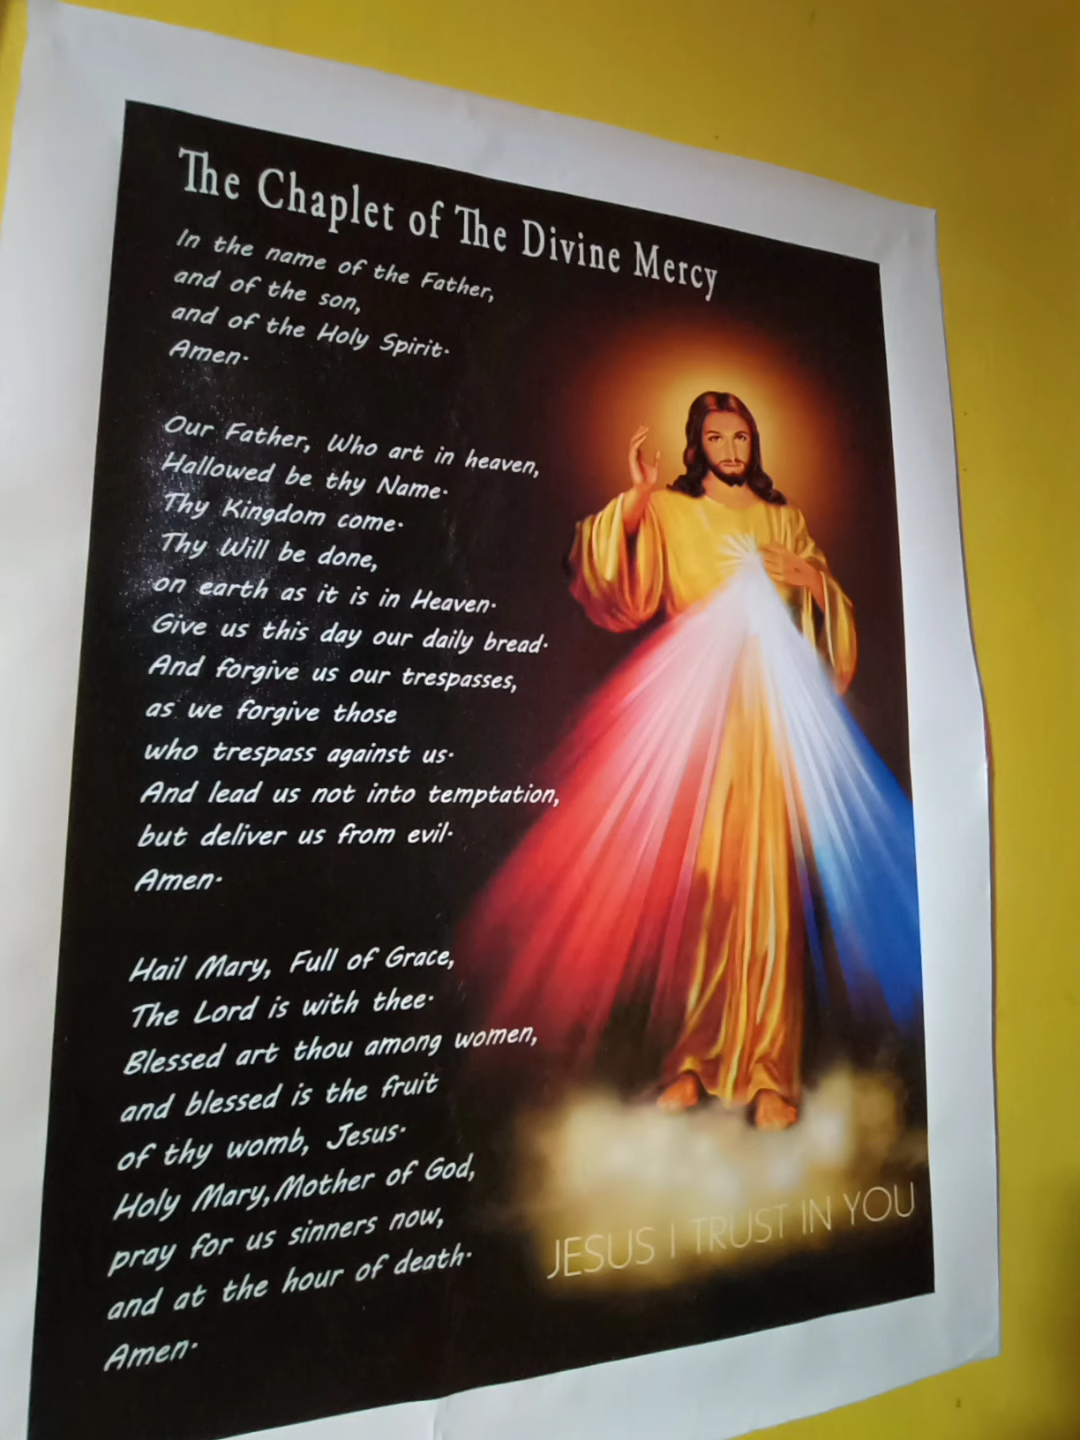 The Chaplet of The Divine Mercy
In the name of the Father,
and of the son,
and of the Holy Spirit.
Amen.
Our Father, Who art in heaven,
Hallowed be thy Name.
Thy Kingdom come.
Thy Will be done,
on earth as it is in Heaven.
Give us this day our daily bread.
And forgive us our trespasses,
as we forgive those
who trespass against us.
And lead us not into temptation,
but deliver us from evil.
Amen.
Hail Mary, Full of Grace,
The Lord is with thee.
Blessed art thou among women,
and blessed is the fruit
of thy womb, Jesus.
Holy Mary, Mother of God,
pray for us sinners now,
and at the hour of death.
Amen.
JESUS I TRUST IN YOU